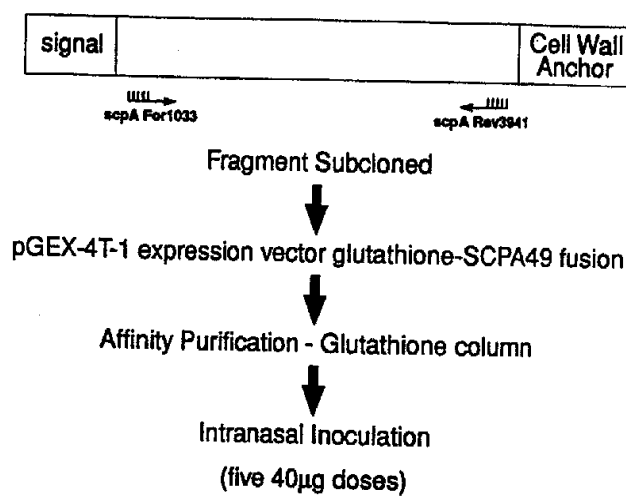 signal
Cell Wall
Anchor
scpA For1033
scpA Rev3941
Fragment Subcloned
pGEX-4T-1 expression vector glutathione-SCPA49 fusion
Affinity Purification - Glutathione column
Intranasal Inoculation
(five 40µg doses)